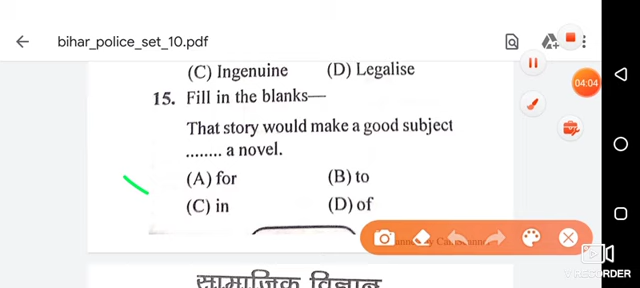 bihar_police_set_10.pdf
(C) Ingenuine (D) Legalise
04:04
15. Fill in the blanks—
That story would make a good subject
........ a novel.
(A) for (B) to
(C) in (D) of
सामाजिक विज्ञान
RECORDER